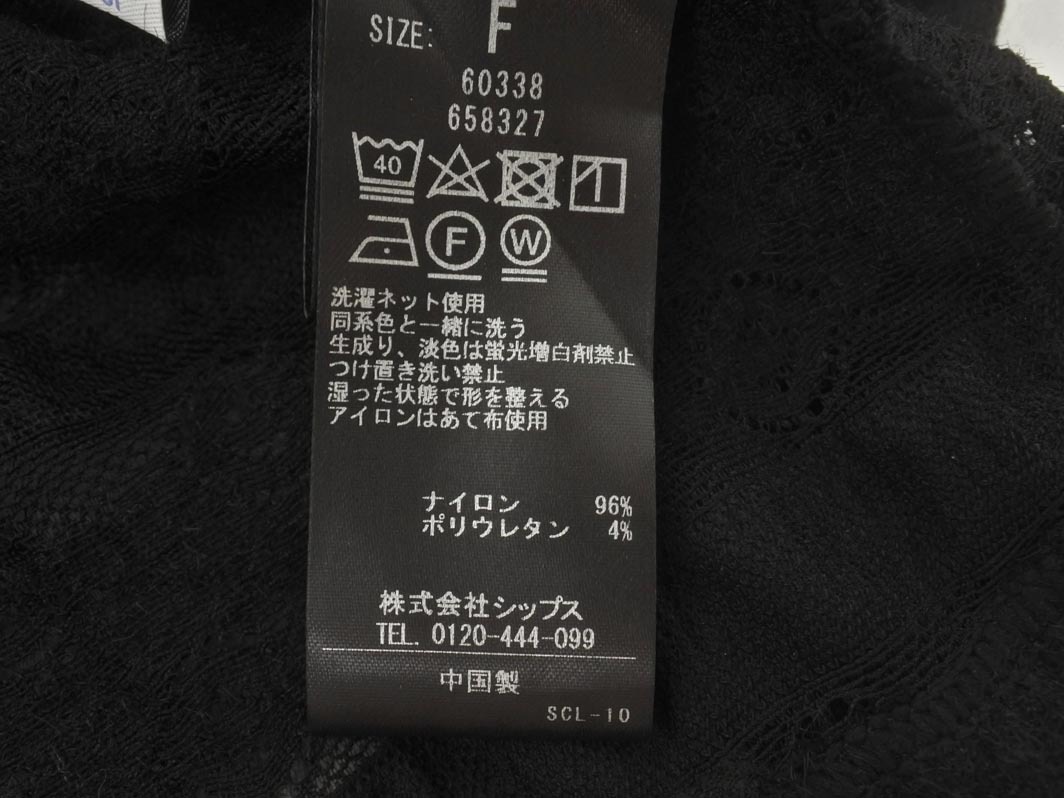 SIZE: F
60338
658327
40
F W
洗濯ネット使用
同系色と一緒に洗う
生成り、淡色は蛍光増白剤禁止
つけ置き洗い禁止
湿った状態で形を整える
アイロンはあて布使用
ナイロン 96%
ポリウレタン 4%
株式会社シップス
TEL. 0120-444-099
中国製
SCL-10